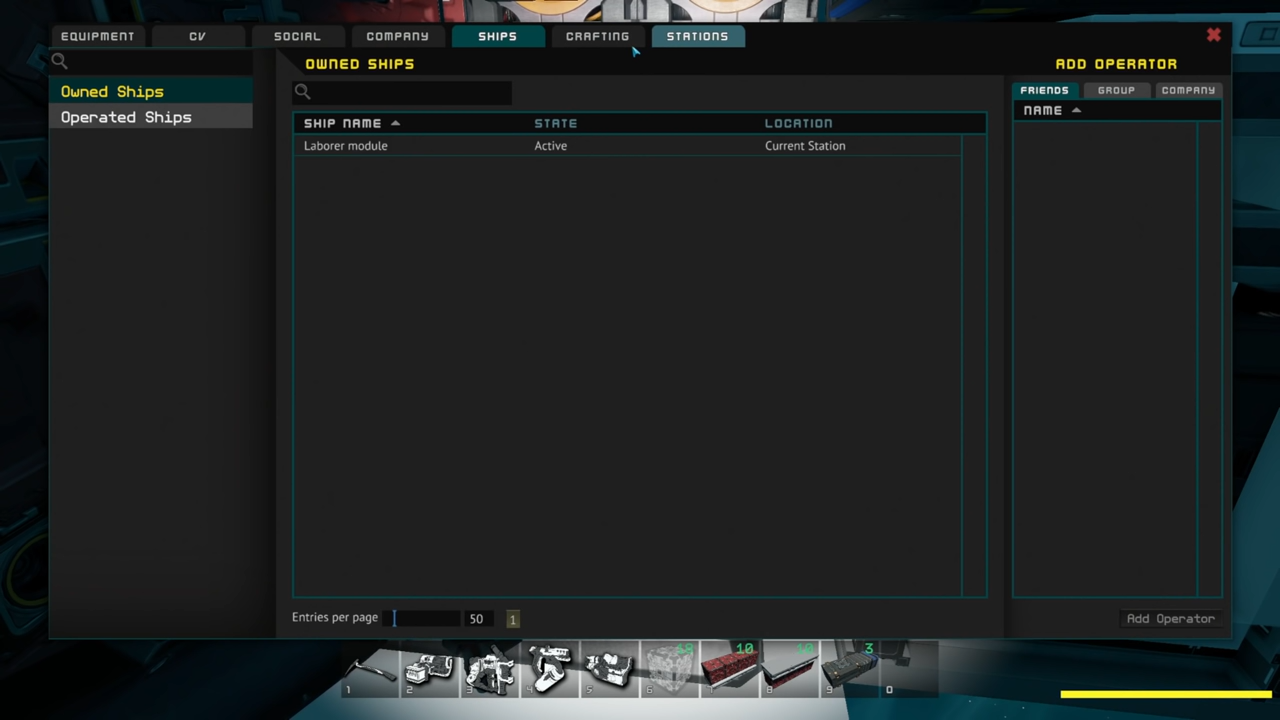 EQUIPMENT CV SOCIAL COMPANY SHIPS CRAFTING STATIONS
OWNED SHIPS
ADD OPERATOR
Owned Ships
Operated Ships
FRIENDS GROUP COMPANY
NAME
SHIP NAME STATE LOCATION
Laborer module Active Current Station
Entries per page 50 1
Add Operator
10 10 3
1 2 3 4 5 6 7 8 9 0